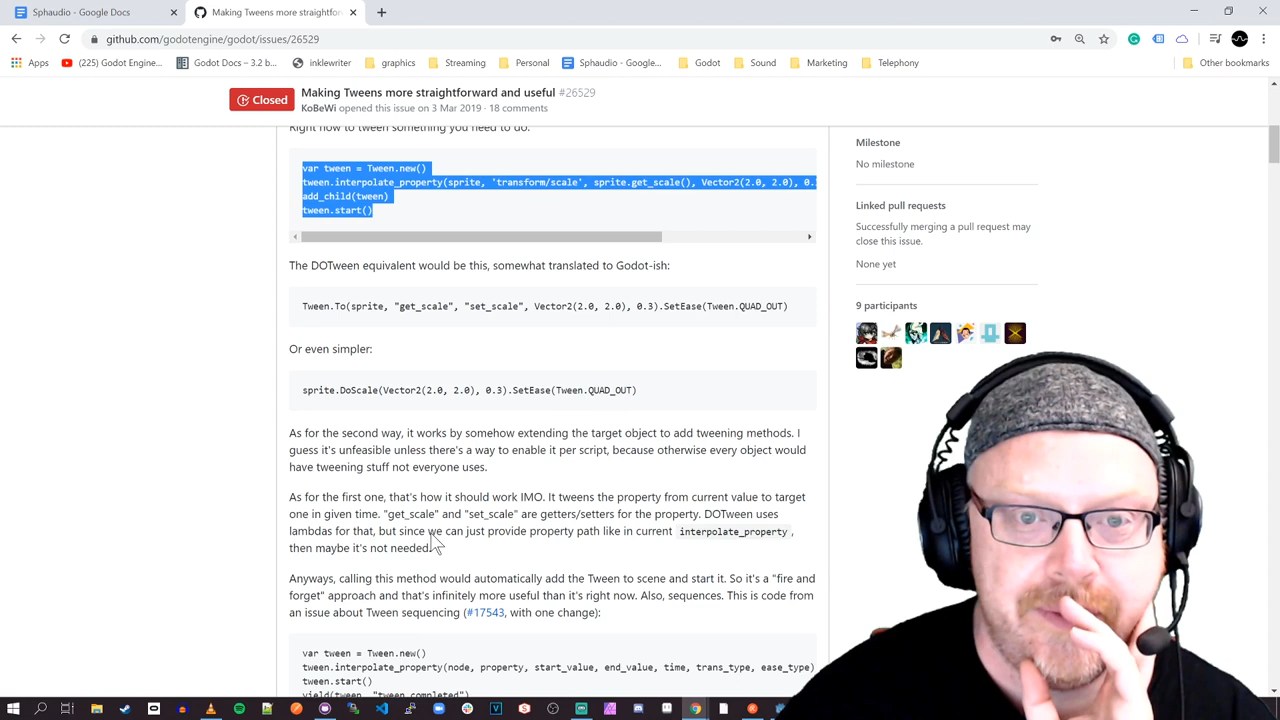 Sphaudio - Google Docs
Making Tweens more straightforw
github.com/godotengine/godot/issues/26529
Apps
(225) Godot Engine...
Godot Docs – 3.2 b...
inklewriter
graphics
Streaming
Personal
Sphaudio - Google...
Godot
Sound
Marketing
Telephony
Other bookmarks
Closed
Making Tweens more straightforward and useful #26529
KoBeWi opened this issue on 3 Mar 2019 · 18 comments
Right now to tween something you need to do:
var tween = Tween.new()
tween.interpolate_property(sprite, 'transform/scale', sprite.get_scale(), Vector2(2.0, 2.0), 0.3
add_child(tween)
tween.start()
The DOTween equivalent would be this, somewhat translated to Godot-ish:
Tween.To(sprite, "get_scale", "set_scale", Vector2(2.0, 2.0), 0.3).SetEase(Tween.QUAD_OUT)
Or even simpler:
sprite.DoScale(Vector2(2.0, 2.0), 0.3).SetEase(Tween.QUAD_OUT)
As for the second way, it works by somehow extending the target object to add tweening methods. I
guess it's unfeasible unless there's a way to enable it per script, because otherwise every object would
have tweening stuff not everyone uses.
As for the first one, that's how it should work IMO. It tweens the property from current value to target
one in given time. "get_scale" and "set_scale" are getters/setters for the property. DOTween uses
lambdas for that, but since we can just provide property path like in current interpolate_property,
then maybe it's not needed.
Anyways, calling this method would automatically add the Tween to scene and start it. So it's a "fire and
forget" approach and that's infinitely more useful than it's right now. Also, sequences. This is code from
an issue about Tween sequencing (#17543, with one change):
var tween = Tween.new()
tween.interpolate_property(node, property, start_value, end_value, time, trans_type, ease_type)
tween.start()
yield(tween, "tween_completed")
Milestone
No milestone
Linked pull requests
Successfully merging a pull request may
close this issue.
None yet
9 participants